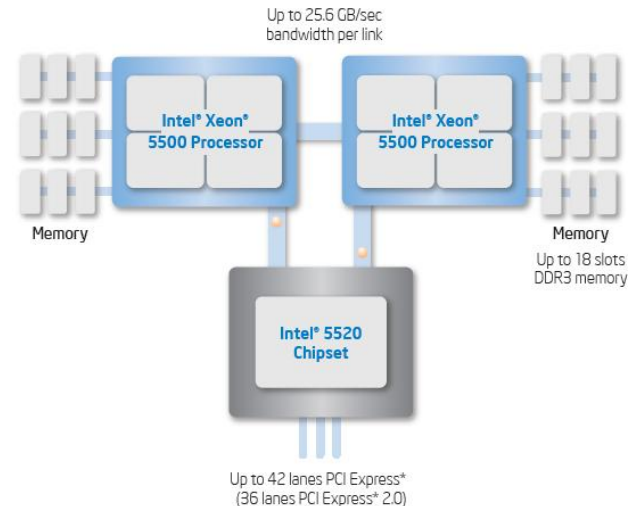 Up to 25.6 GB/sec
bandwidth per link
Intel® Xeon®
5500 Processor
Intel® Xeon®
5500 Processor
Memory
Memory
Up to 18 slots
DDR3 memory
Intel® 5520
Chipset
Up to 42 lanes PCI Express*
(36 lanes PCI Express* 2.0)